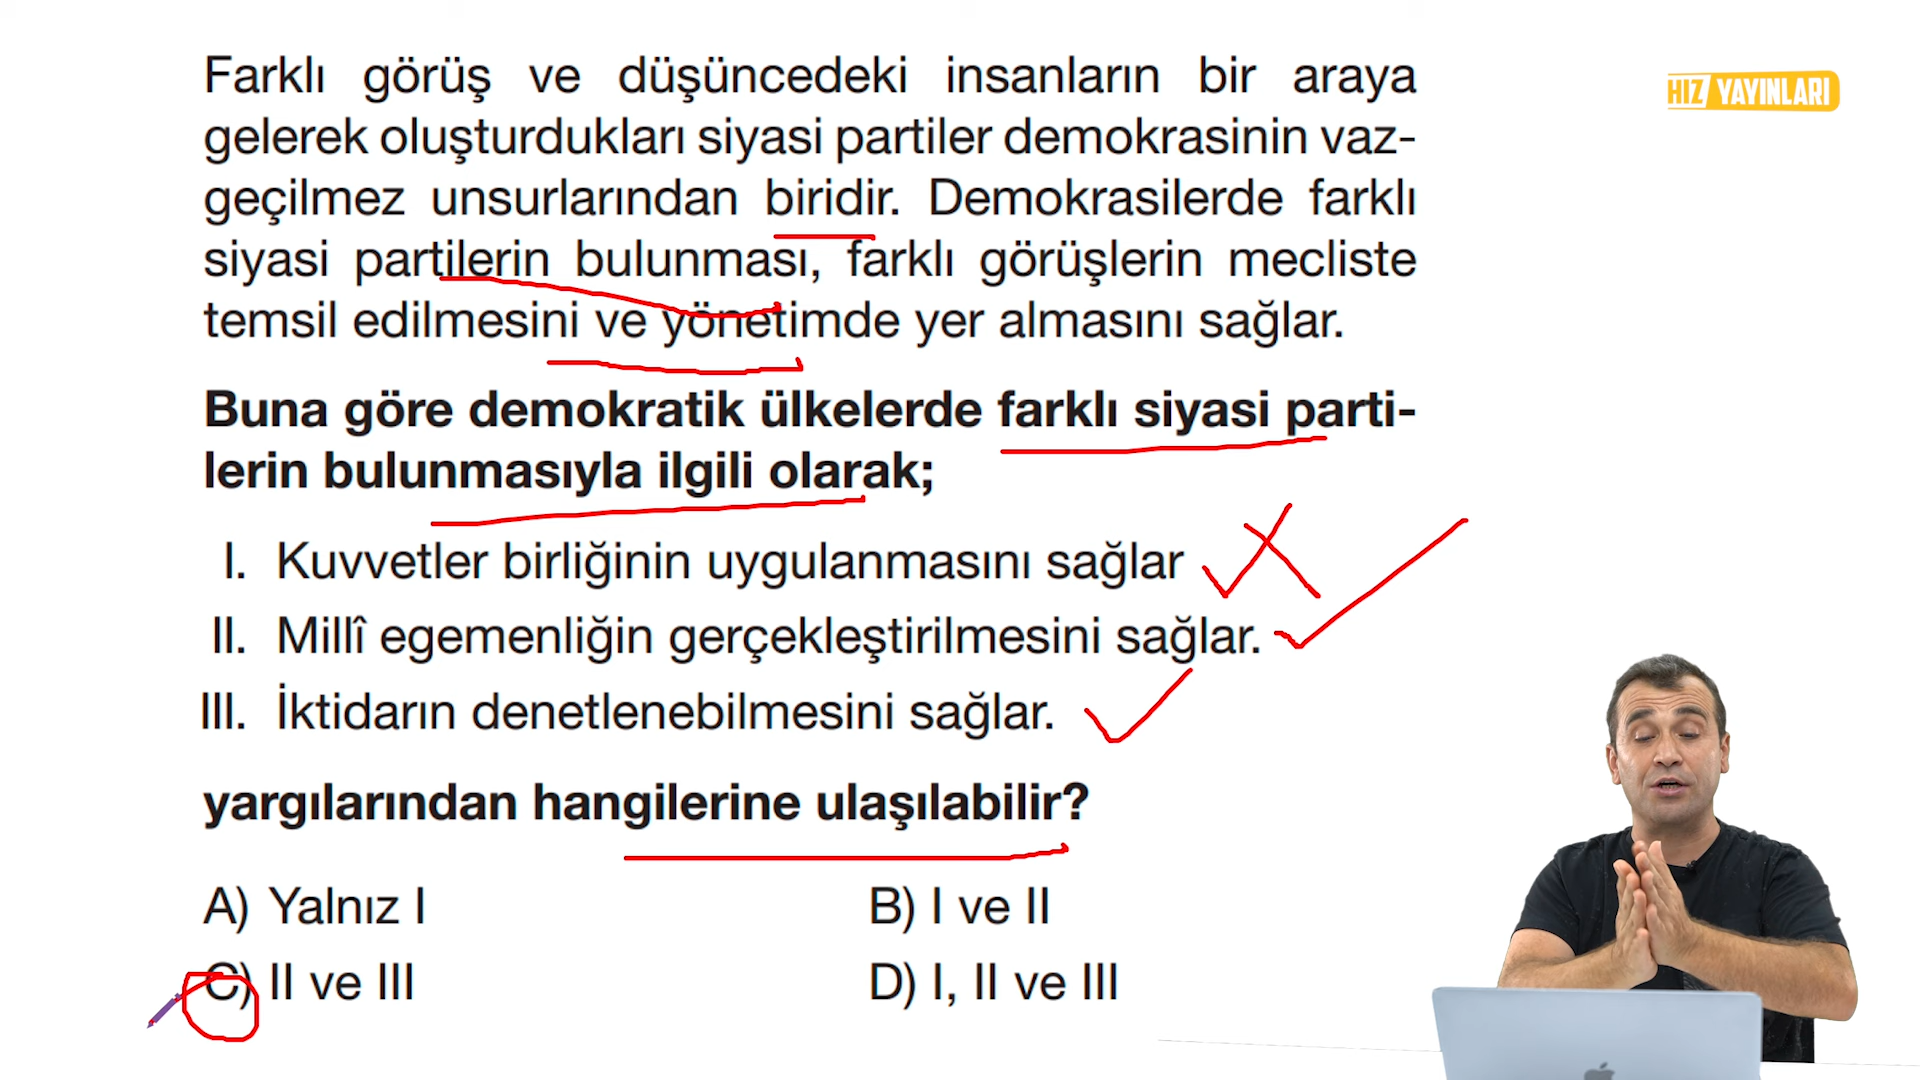 Farklı görüş ve düşüncedeki insanların bir araya
gelerek oluşturdukları siyasi partiler demokrasinin vaz-
geçilmez unsurlarından biridir. Demokrasilerde farklı
siyasi partilerin bulunması, farklı görüşlerin mecliste
temsil edilmesini ve yönetimde yer almasını sağlar.
Buna göre demokratik ülkelerde farklı siyasi parti-
lerin bulunmasıyla ilgili olarak;
I. Kuvvetler birliğinin uygulanmasını sağlar
II. Millî egemenliğin gerçekleştirilmesini sağlar.
III. İktidarın denetlenebilmesini sağlar.
yargılarından hangilerine ulaşılabilir?
A) Yalnız I
B) I ve II
C) II ve III
D) I, II ve III
HIZ YAYINLARI